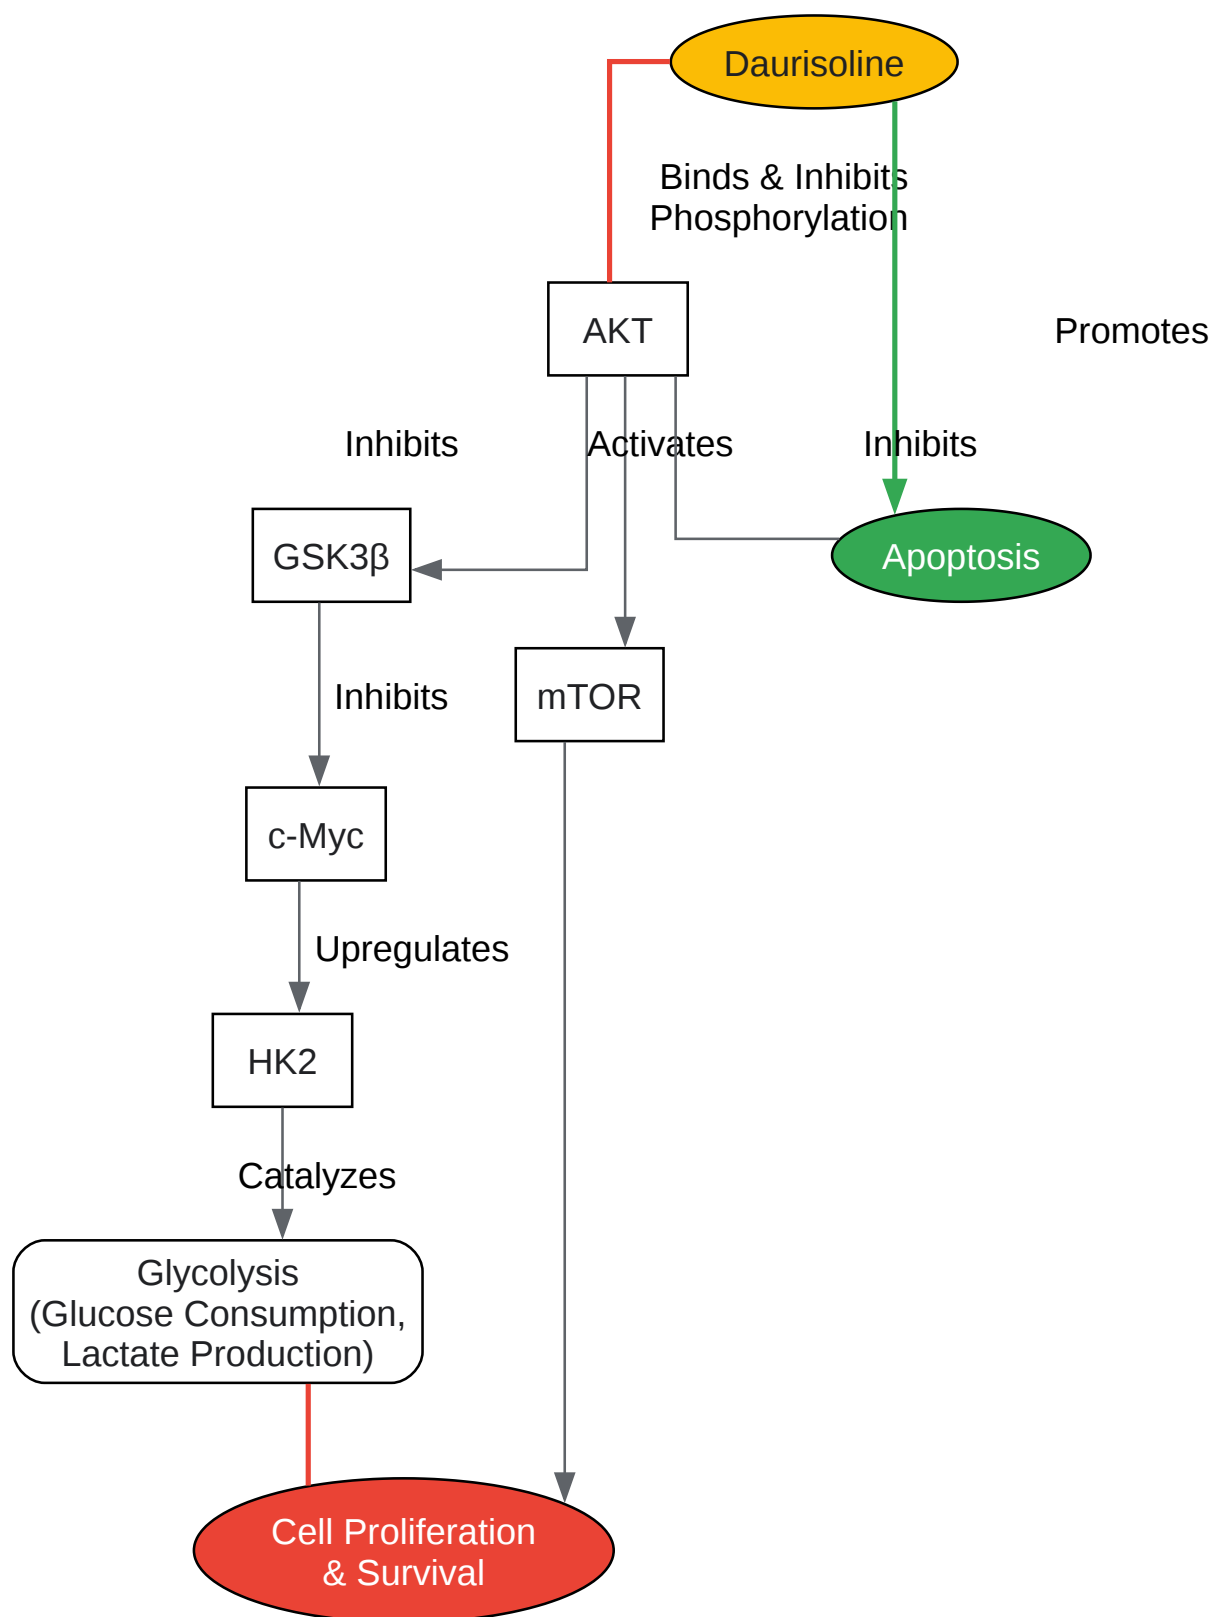 Daurisoline
Binds & Inhibits
Phosphorylation
AKT
Promotes
Inhibits
Activates
Inhibits
GSK3β
Apoptosis
Inhibits
mTOR
c-Myc
Upregulates
HK2
Catalyzes
Glycolysis
(Glucose Consumption,
Lactate Production)
Cell Proliferation
& Survival